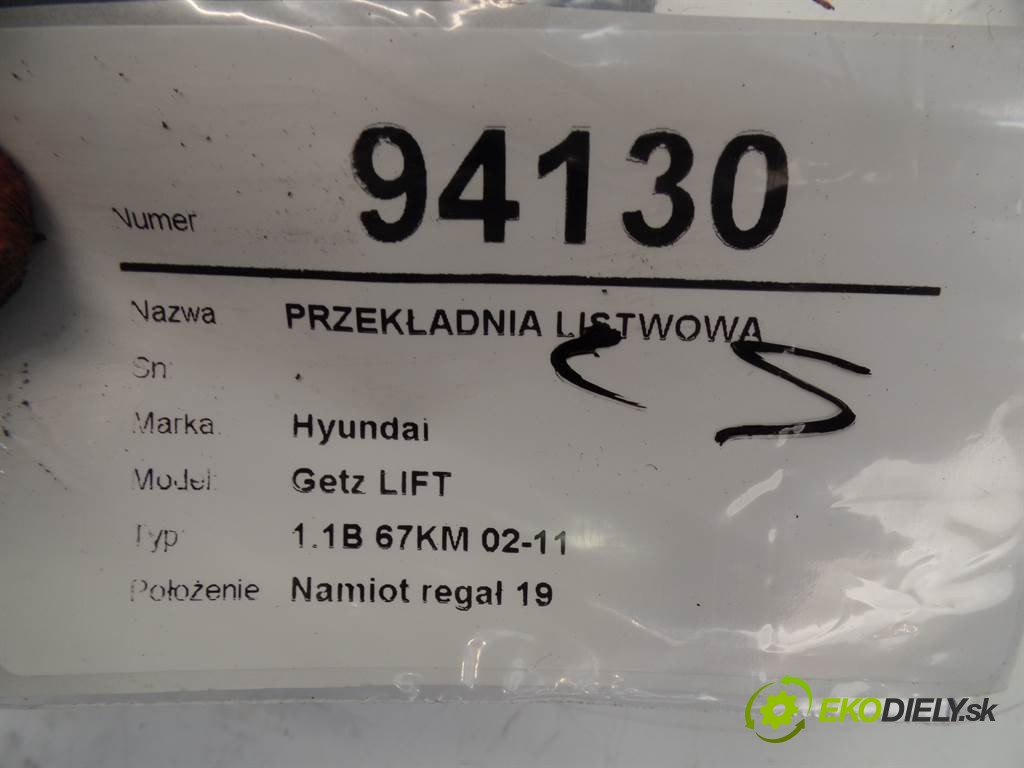 Numer 94130
Nazwa PRZEKŁADNIA LISTWOWA
Sn: .
Marka: Hyundai
Model: Getz LIFT
Typ: 1.1B 67KM 02-11
Położenie Namiot regał 19
EKODIELY.sk